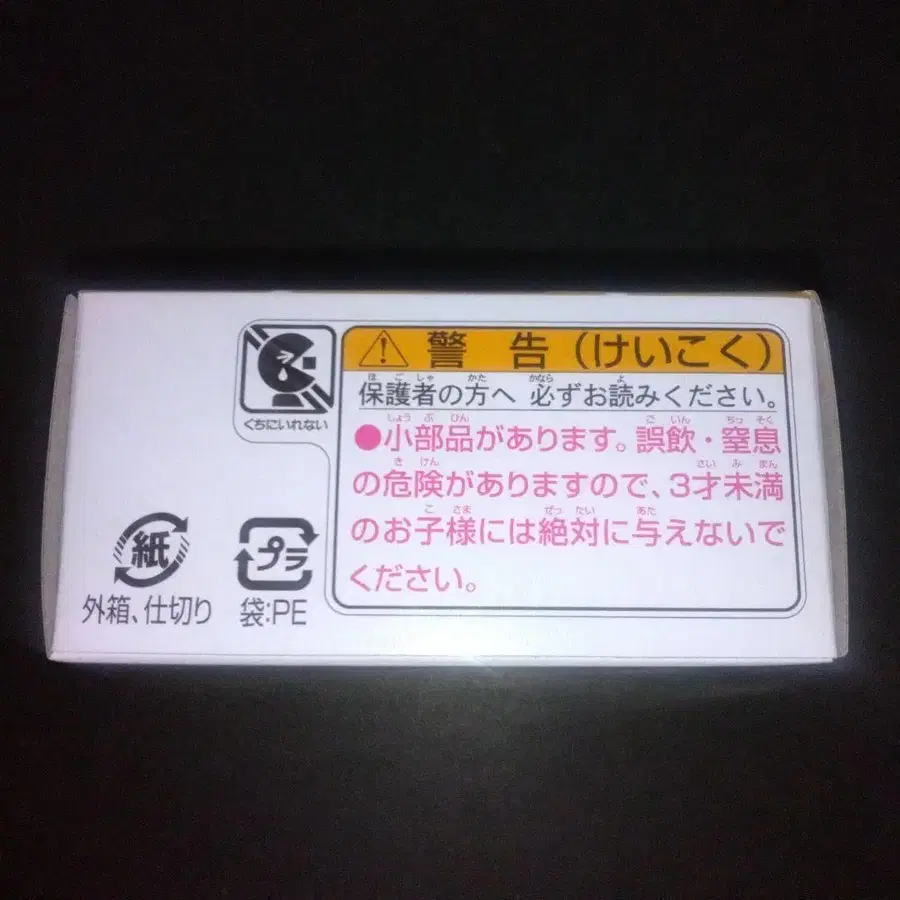 警 告 (けいこく)
保護者の方へ 必ずお読みください。
●小部品があります。誤飲・窒息
の危険がありますので、3才未満
のお子様には絶対に与えないで
ください。
くちにいれない
紙
外箱、仕切り
プラ
袋:PE